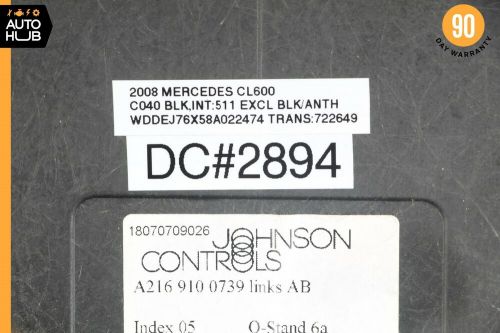 AUTO
HUB
90
DAY WARRANTY
2008 MERCEDES CL600
C040 BLK,INT:511 EXCL BLK/ANTH
WDDEJ76X58A022474 TRANS:722649
DC#2894
18070709026
JOHNSON
CONTROLS
A216 910 0739 links AB
Index 05 O-Stand 6a